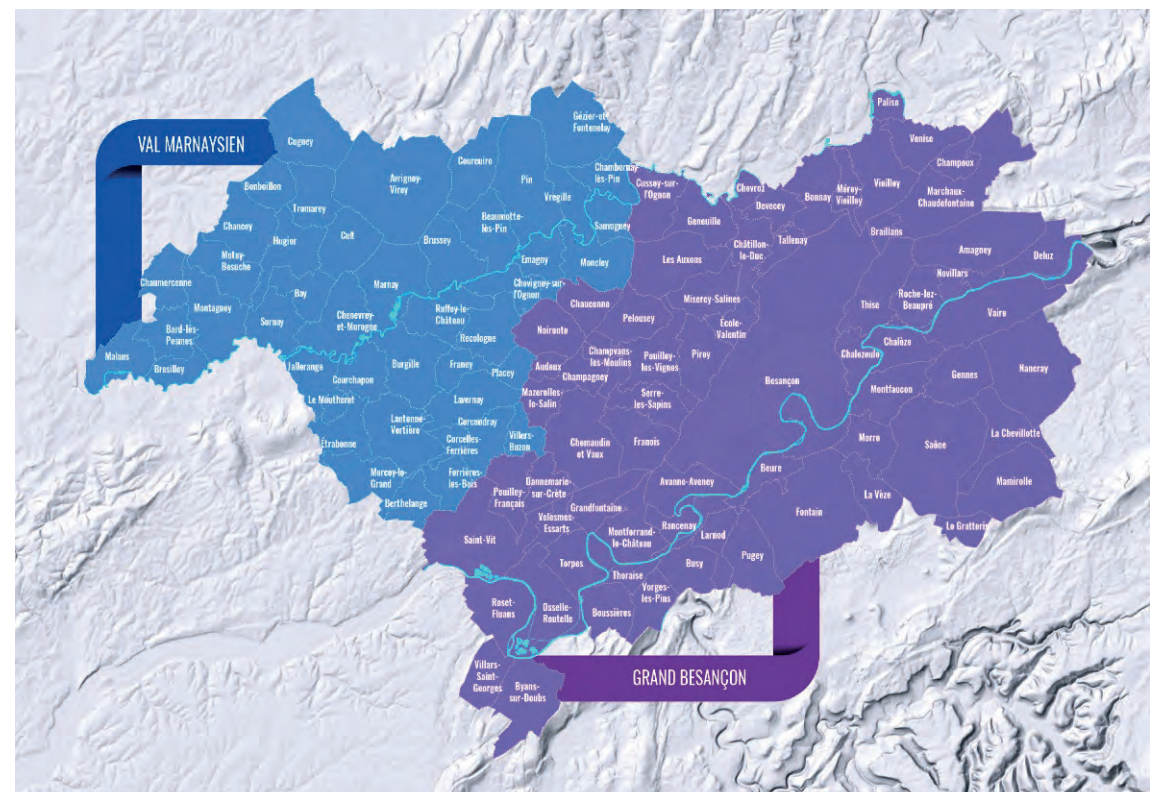 VAL MARNAYSIEN
Cugney
Gézier-et-
Fontenelay
Courcuire
Pin
Chambornay-
lès-Pin
Bonboillon
Avrigney-
Virey
Vregille
Tromarey
Beaumotte-
lès-Pin
Sauvagney
Chancey
Hugier
Cult
Brussey
Motey-
Besuche
Emagny
Moncley
Chaumercenne
Bay
Marnay
Chevigney-sur-
l'Ognon
Montagney
Ruffey-le-
Château
Sornay
Chenevrey-
et-Morogne
Bard-lès-
Pesmes
Recologne
Malans
Bresilley
Jallerange
Burgille
Franey
Placey
Courchapon
Le Moutherot
Lavernay
Lantenne-
Vertière
Corcondray
Étrabonne
Corcelles-
Ferrières
Villers-
Buzon
Mercey-le-
Grand
Ferrières-
les-Bois
Berthelange
Palise
Venise
Champoux
Cussey-sur-
l'Ognon
Chevroz
Devecey
Bonnay
Mérey-
Vieilley
Vieilley
Marchaux-
Chaudefontaine
Geneuille
Tallenay
Braillans
Châtillon-
le-Duc
Les Auxons
Amagney
Deluz
Novillars
Chaucenne
Miserey-Salines
Thise
Roche-lez-
Beaupré
Vaire
Noironte
Pelousey
École-
Valentin
Chalèze
Champvans-
les-Moulins
Pouilley-
les-Vignes
Pirey
Chalezeule
Audeux
Champagney
Besançon
Montfaucon
Gennes
Nancray
Mazerolles-
le-Salin
Serre-
les-Sapins
Chemaudin
et Vaux
Franois
Morre
Saône
La Chevillotte
Beure
Dannemarie-
sur-Crète
Avanne-Aveney
Mamirolle
Pouilley-
Français
La Vèze
Grandfontaine
Fontain
Velesmes-
Essarts
Rancenay
Le Gratteris
Saint-Vit
Montferrand-
le-Château
Larnod
Pugey
Torpes
Busy
Thoraise
Vorges-
les-Pins
Roset-
Fluans
Osselle-
Routelle
Boussières
Villars-
Saint-
Georges
Byans-
sur-Doubs
GRAND BESANÇON